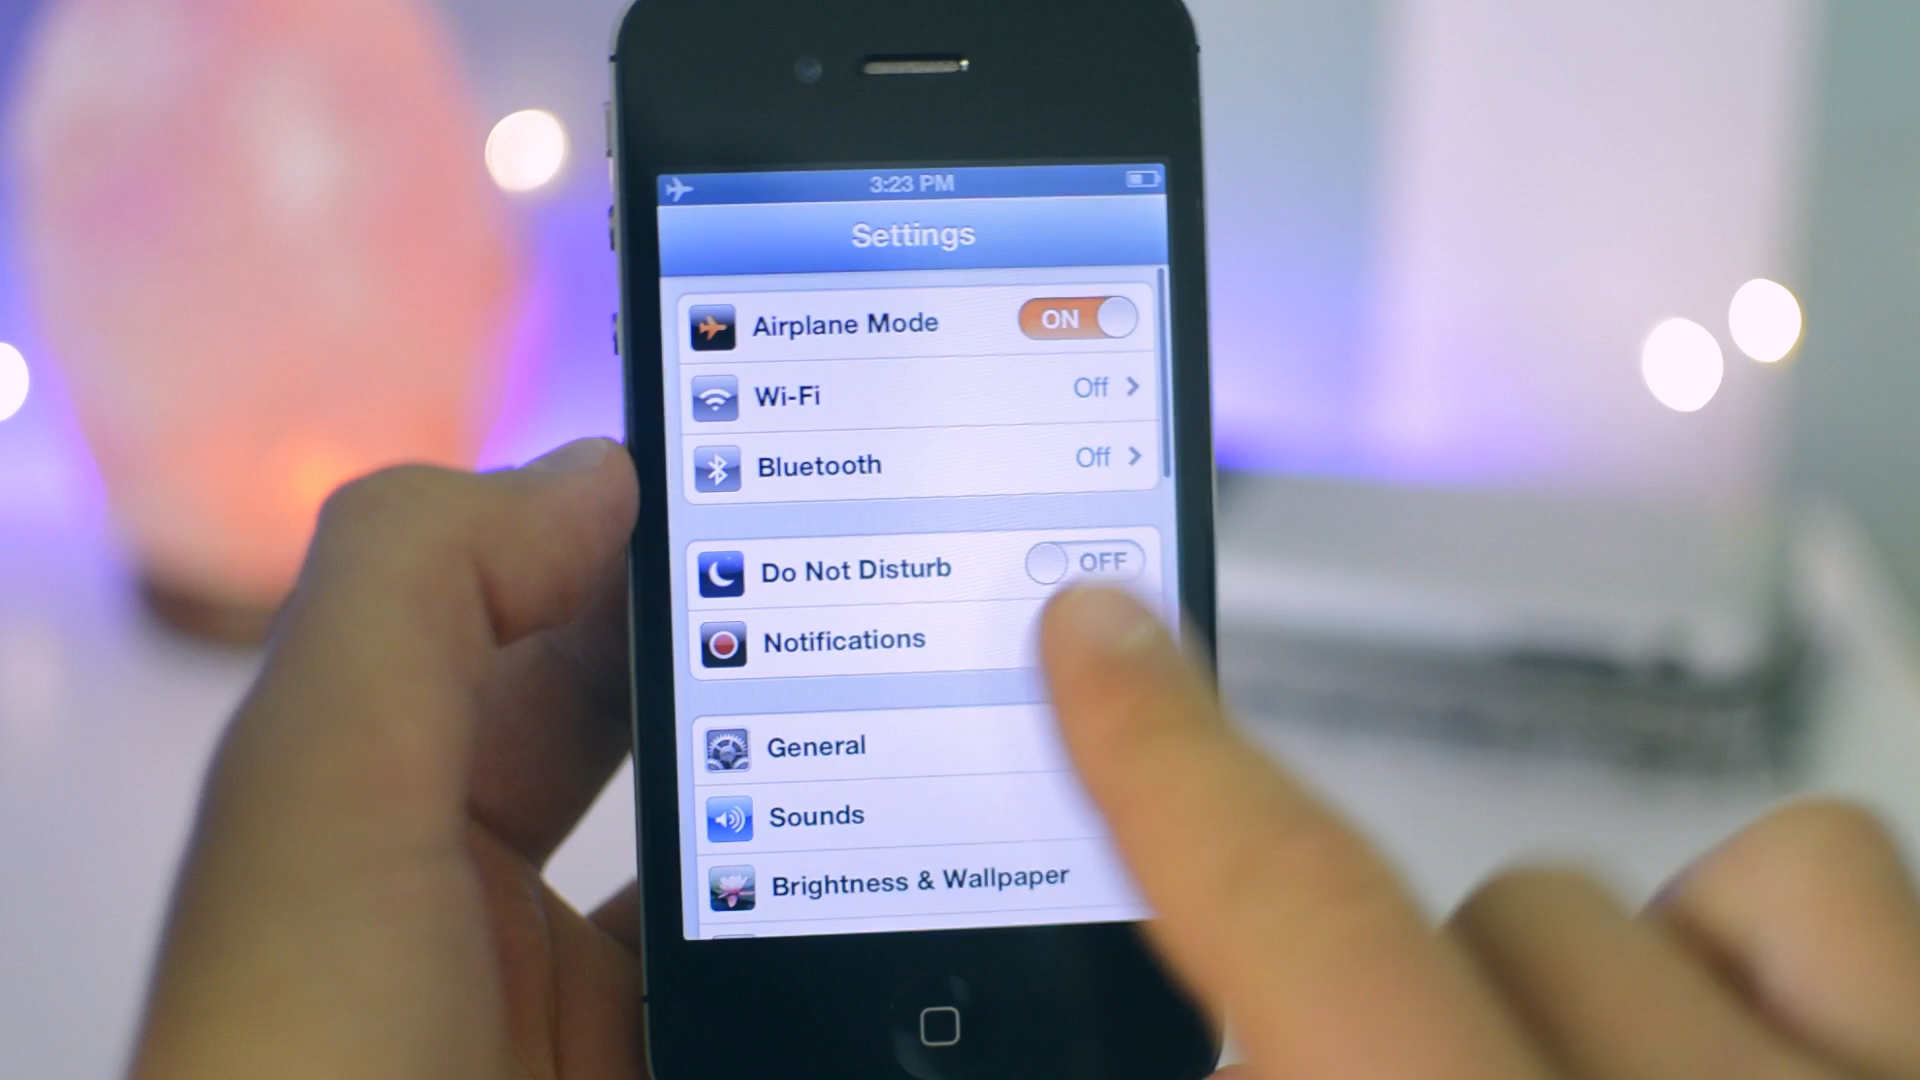 3:23 PM
Settings
Airplane Mode ON
Wi-Fi Off
Bluetooth Off
Do Not Disturb OFF
Notifications
General
Sounds
Brightness & Wallpaper